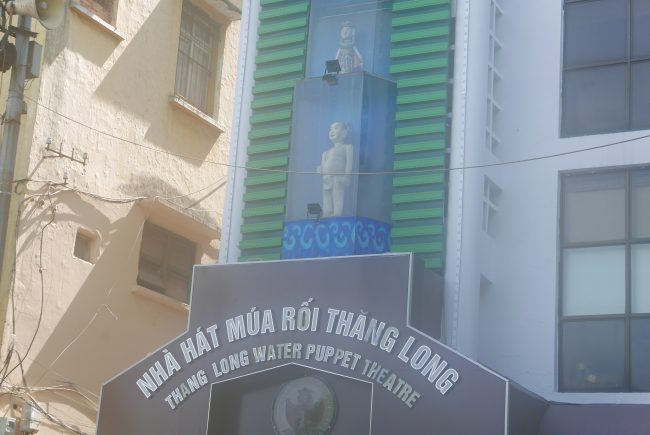 NHÀ HÁT MÚA RỐI THĂNG LONG
THANG LONG WATER PUPPET THEATRE